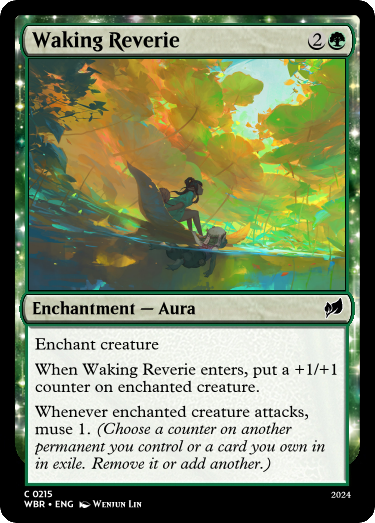 Waking Reverie 2
Enchantment — Aura
Enchant creature
When Waking Reverie enters, put a +1/+1
counter on enchanted creature.
Whenever enchanted creature attacks,
muse 1. (Choose a counter on another
permanent you control or a card you own in
in exile. Remove it or add another.)
C 0215
2024
WBR • ENG Wenjun Lin